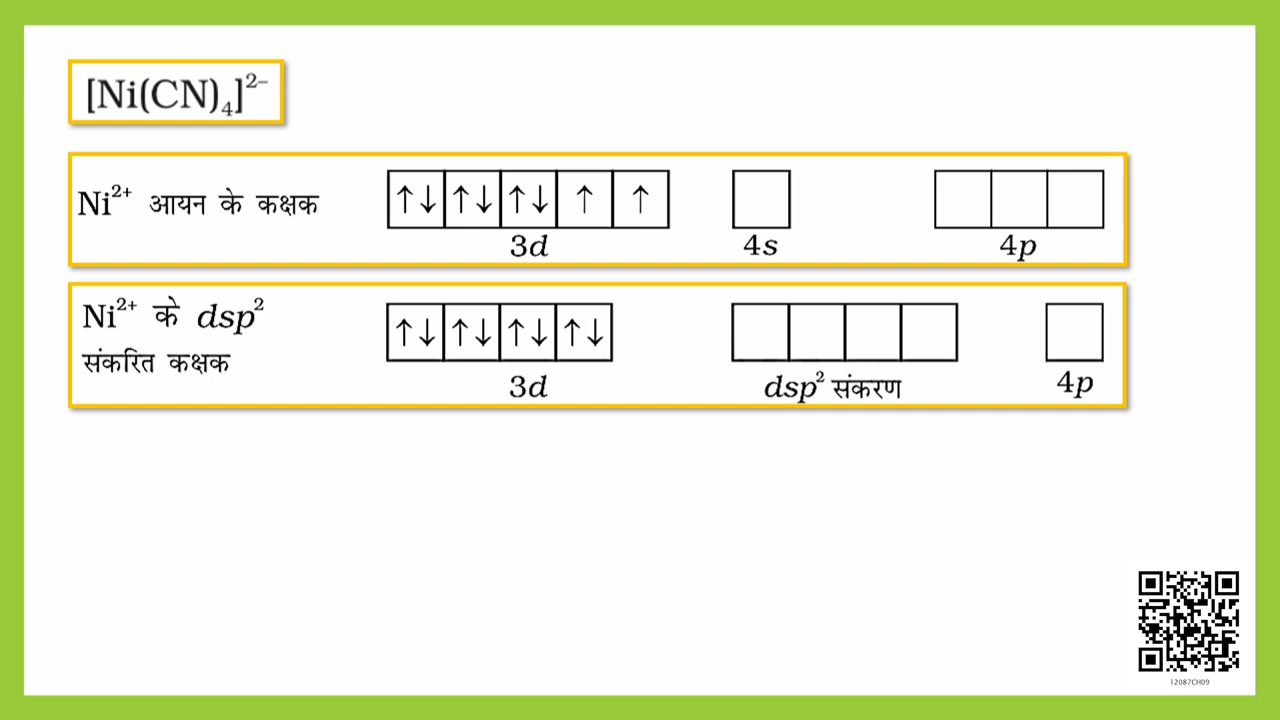 [Ni(CN)₄]²⁻
Ni²⁺ आयन के कक्षक
↑↓ ↑↓ ↑↓ ↑ ↑
3d 4s 4p
Ni²⁺ के dsp²
संकरित कक्षक
↑↓ ↑↓ ↑↓ ↑↓
3d dsp² संकरण 4p
12087CH09